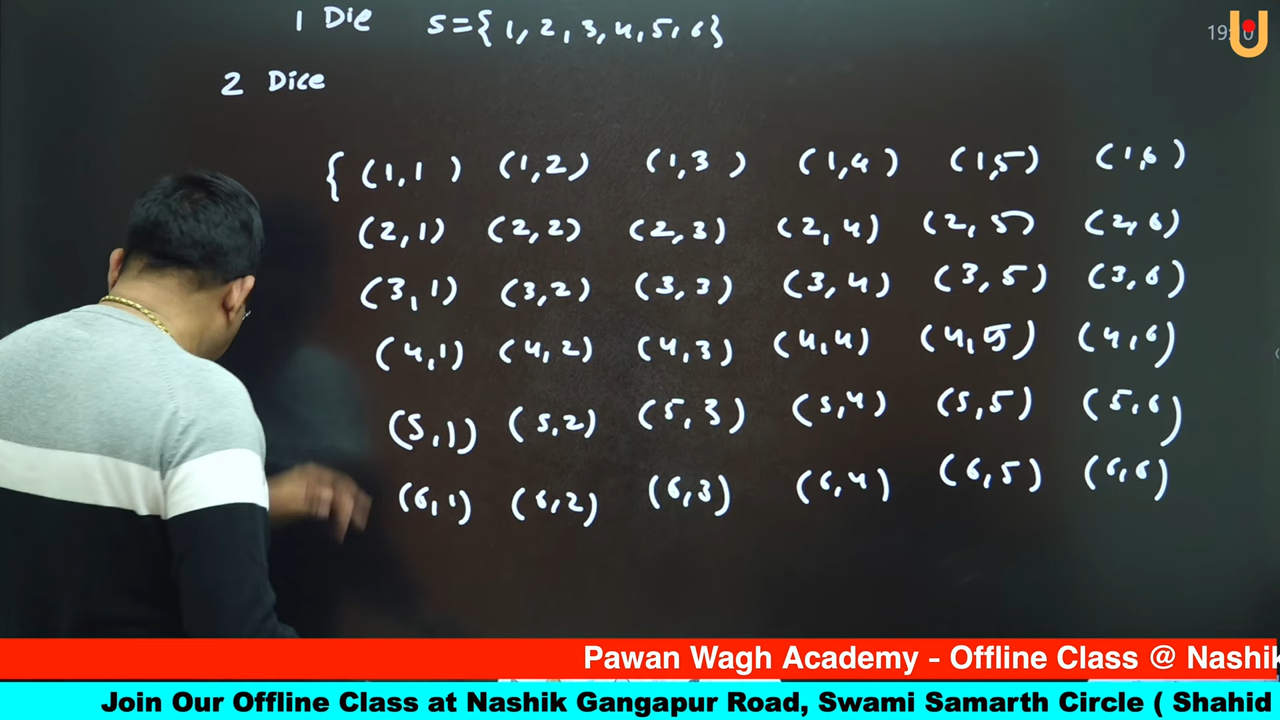 1 Die S={1,2,3,4,5,6}
2 Dice
{(1,1) (1,2) (1,3) (1,4) (1,5) (1,6)
(2,1) (2,2) (2,3) (2,4) (2,5) (2,6)
(3,1) (3,2) (3,3) (3,4) (3,5) (3,6)
(4,1) (4,2) (4,3) (4,4) (4,5) (4,6)
(5,1) (5,2) (5,3) (5,4) (5,5) (5,6)
(6,1) (6,2) (6,3) (6,4) (6,5) (6,6)
Pawan Wagh Academy - Offline Class @ Nashik
Join Our Offline Class at Nashik Gangapur Road, Swami Samarth Circle ( Shahid